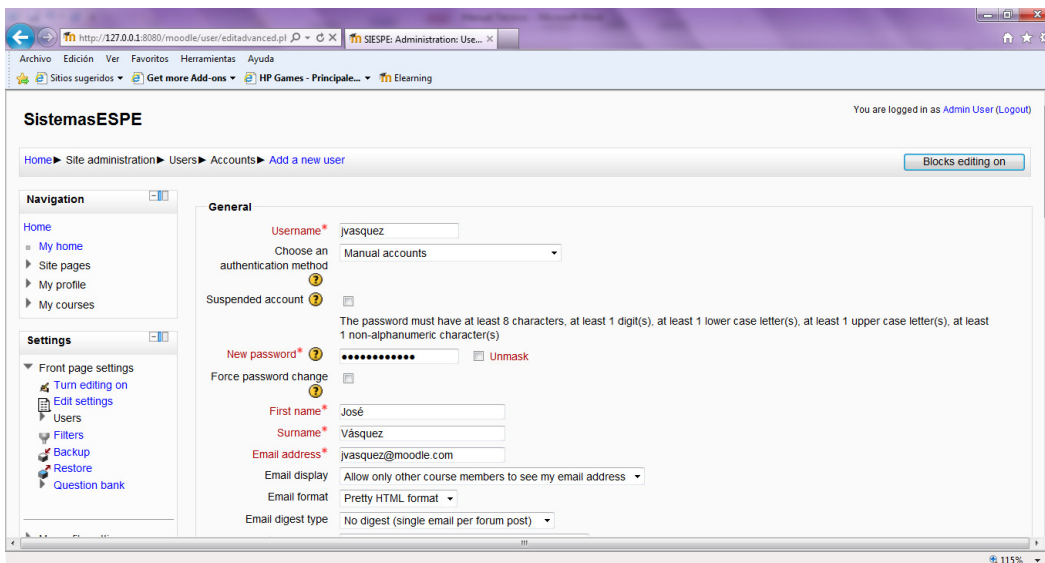 http://127.0.0.1:8080/moodle/user/editadvanced.pl
SIESPE: Administration: Use...
Archivo Edición Ver Favoritos Herramientas Ayuda
Sitios sugeridos Get more Add-ons HP Games - Principale... Elearning
You are logged in as Admin User (Logout)
SistemasESPE
Home► Site administration► Users► Accounts► Add a new user
Blocks editing on
Navigation
Home
My home
Site pages
My profile
My courses
Settings
Front page settings
Turn editing on
Edit settings
Users
Filters
Backup
Restore
Question bank
General
Username* jvasquez
Choose an
authentication method
Manual accounts
Suspended account
The password must have at least 8 characters, at least 1 digit(s), at least 1 lower case letter(s), at least 1 upper case letter(s), at least
1 non-alphanumeric character(s)
New password* ●●●●●●●●●●●● Unmask
Force password change
First name* José
Surname* Vásquez
Email address* jvasquez@moodle.com
Email display Allow only other course members to see my email address
Email format Pretty HTML format
Email digest type No digest (single email per forum post)
115%